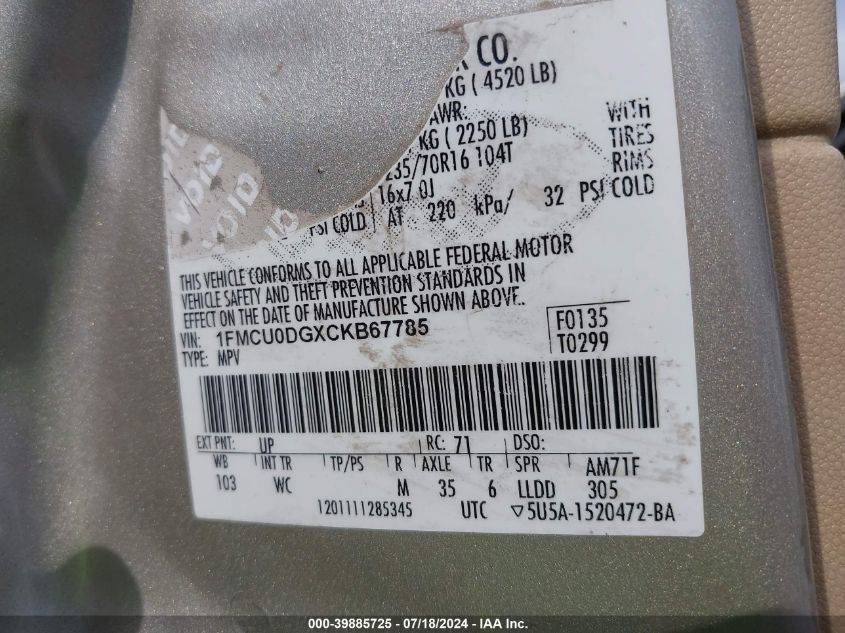 CO.
KG ( 4520 LB)
AWR: WITH
KG ( 2250 LB) TIRES
235/70R16 104T RIMS
16x7.0J
PSI COLD AT 220 kPa/ 32 PSI COLD
VOID VOID
THIS VEHICLE CONFORMS TO ALL APPLICABLE FEDERAL MOTOR
VEHICLE SAFETY AND THEFT PREVENTION STANDARDS IN
EFFECT ON THE DATE OF MANUFACTURE SHOWN ABOVE..
VIN: 1FMCU0DGXCKB67785 F0135
TYPE: MPV T0299
EXT PNT: UP RC: 71 DSO:
WB INT TR TP/PS R AXLE TR SPR AM71F
103 WC M 35 6 LLDD 305
1201111285345 UTC ▽5U5A-1520472-BA
000-39885725 - 07/18/2024 - IAA Inc.